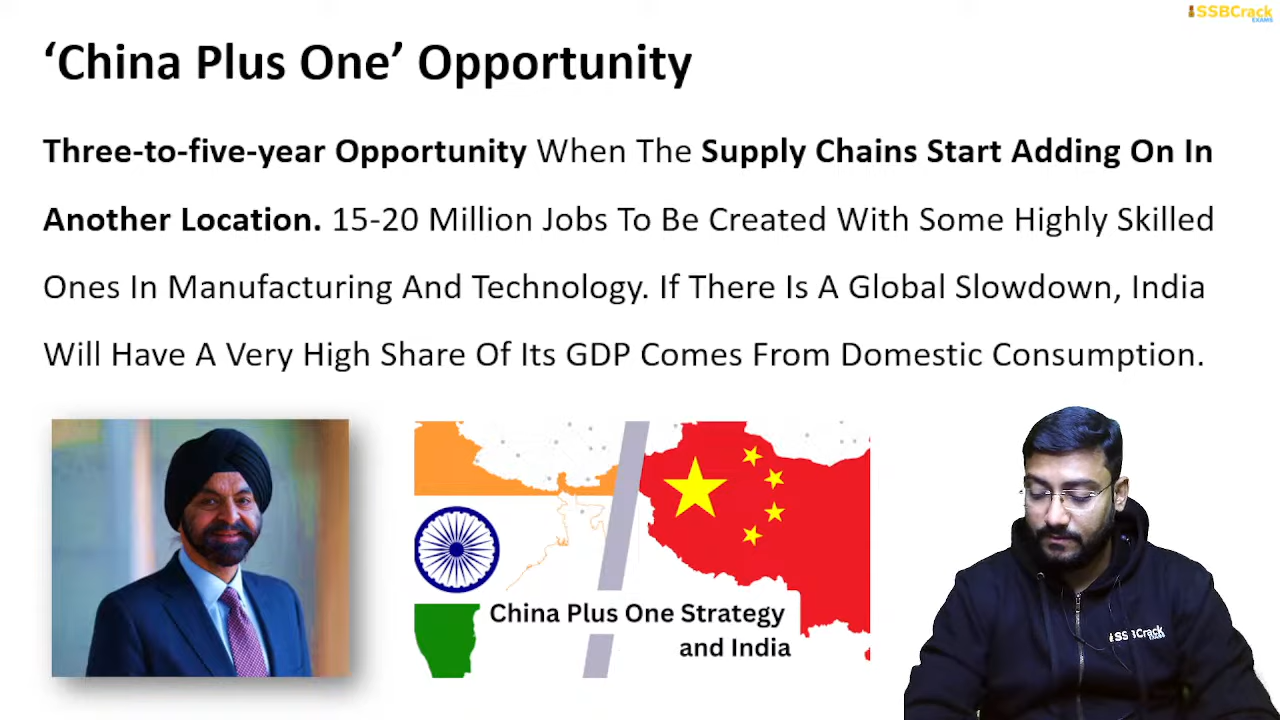 SSBCrack
EXAMS
‘China Plus One’ Opportunity
Three-to-five-year Opportunity When The Supply Chains Start Adding On In
Another Location. 15-20 Million Jobs To Be Created With Some Highly Skilled
Ones In Manufacturing And Technology. If There Is A Global Slowdown, India
Will Have A Very High Share Of Its GDP Comes From Domestic Consumption.
China Plus One Strategy
and India
SSBCrack
EXAMS